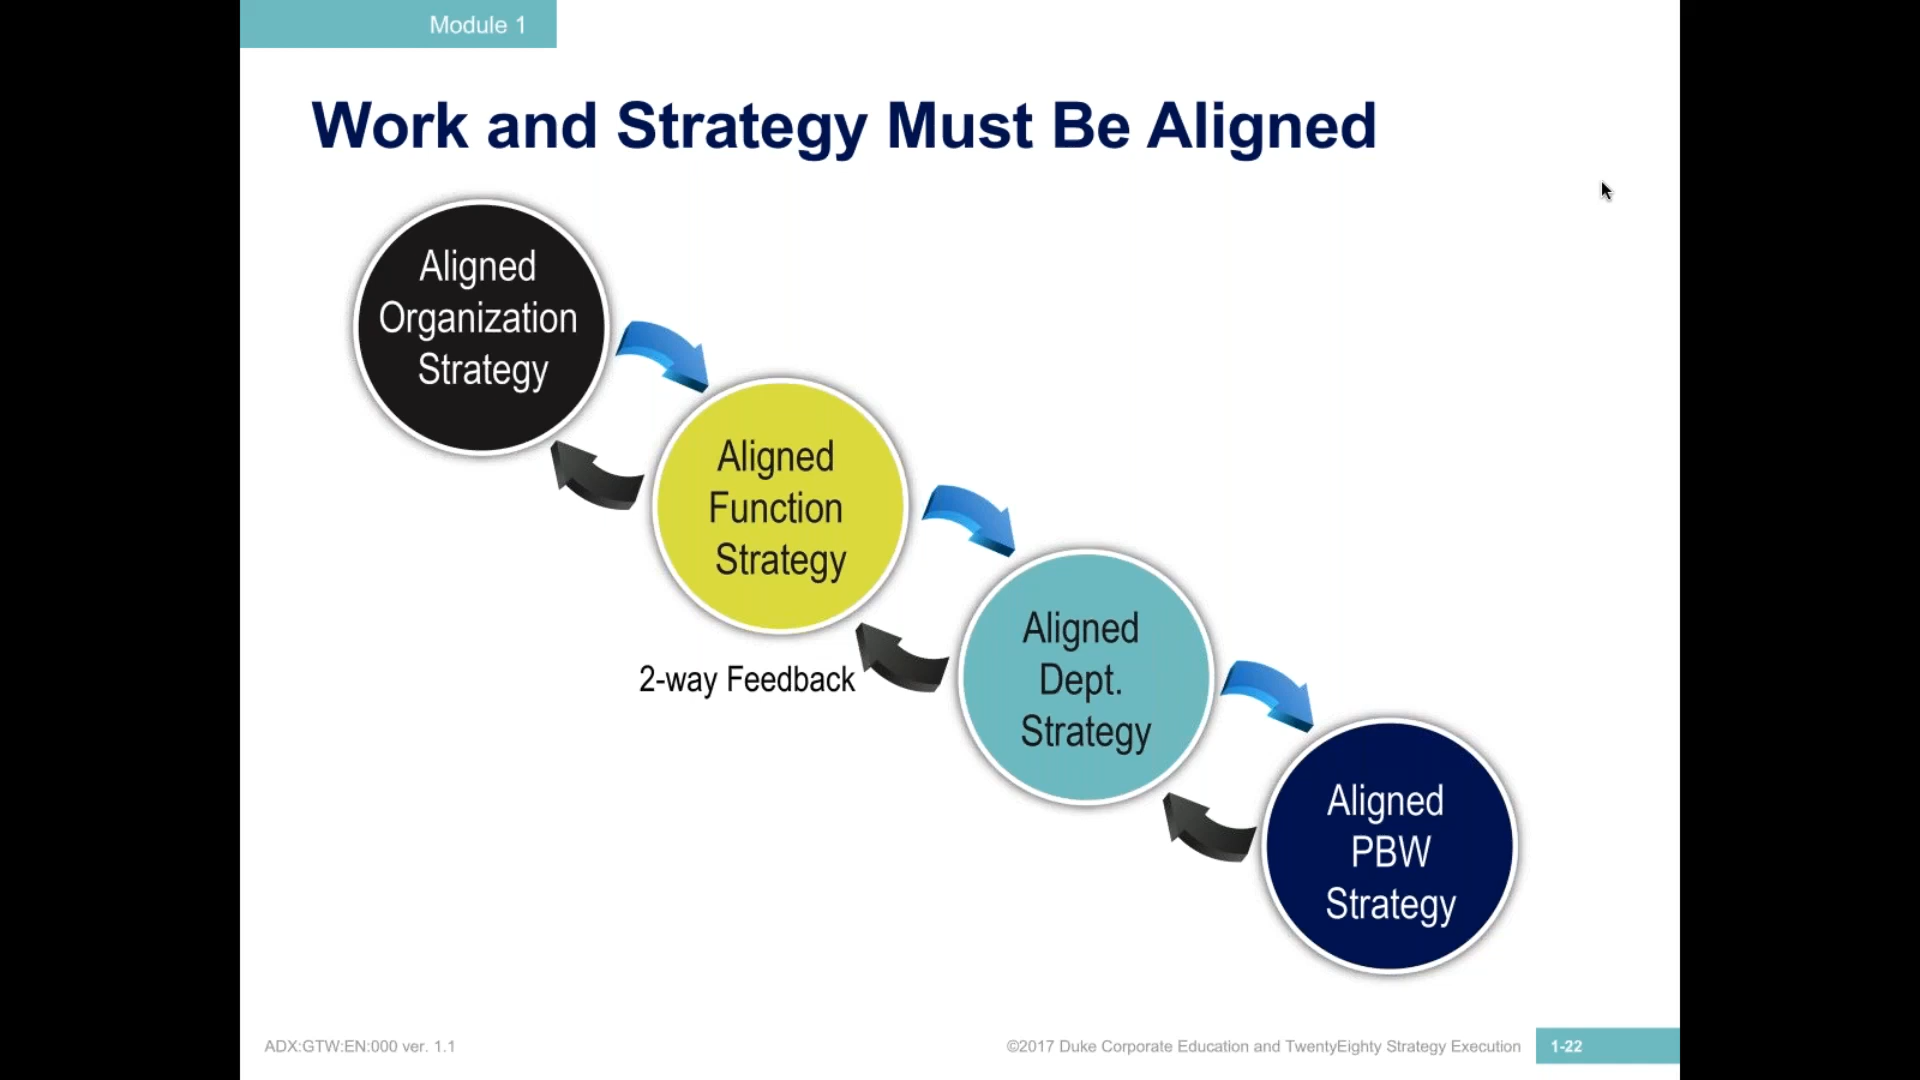 Module 1
Work and Strategy Must Be Aligned
Aligned
Organization
Strategy
Aligned
Function
Strategy
2-way Feedback
Aligned
Dept.
Strategy
Aligned
PBW
Strategy
ADX:GTW:EN:000 ver. 1.1
©2017 Duke Corporate Education and TwentyEighty Strategy Execution
1-22